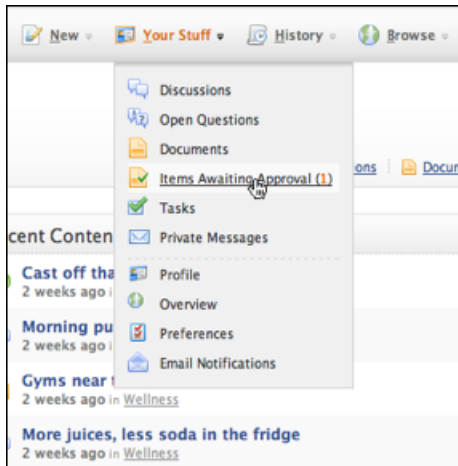 New Your Stuff History Browse
Discussions
Open Questions
Documents
Items Awaiting Approval (1)
Tasks
Private Messages
Profile
Overview
Preferences
Email Notifications
ons Docur
cent Conten
Cast off tha
2 weeks ago i
Morning pu
2 weeks ago i
Gyms near
2 weeks ago in Wellness
More juices, less soda in the fridge
2 weeks ago in Wellness